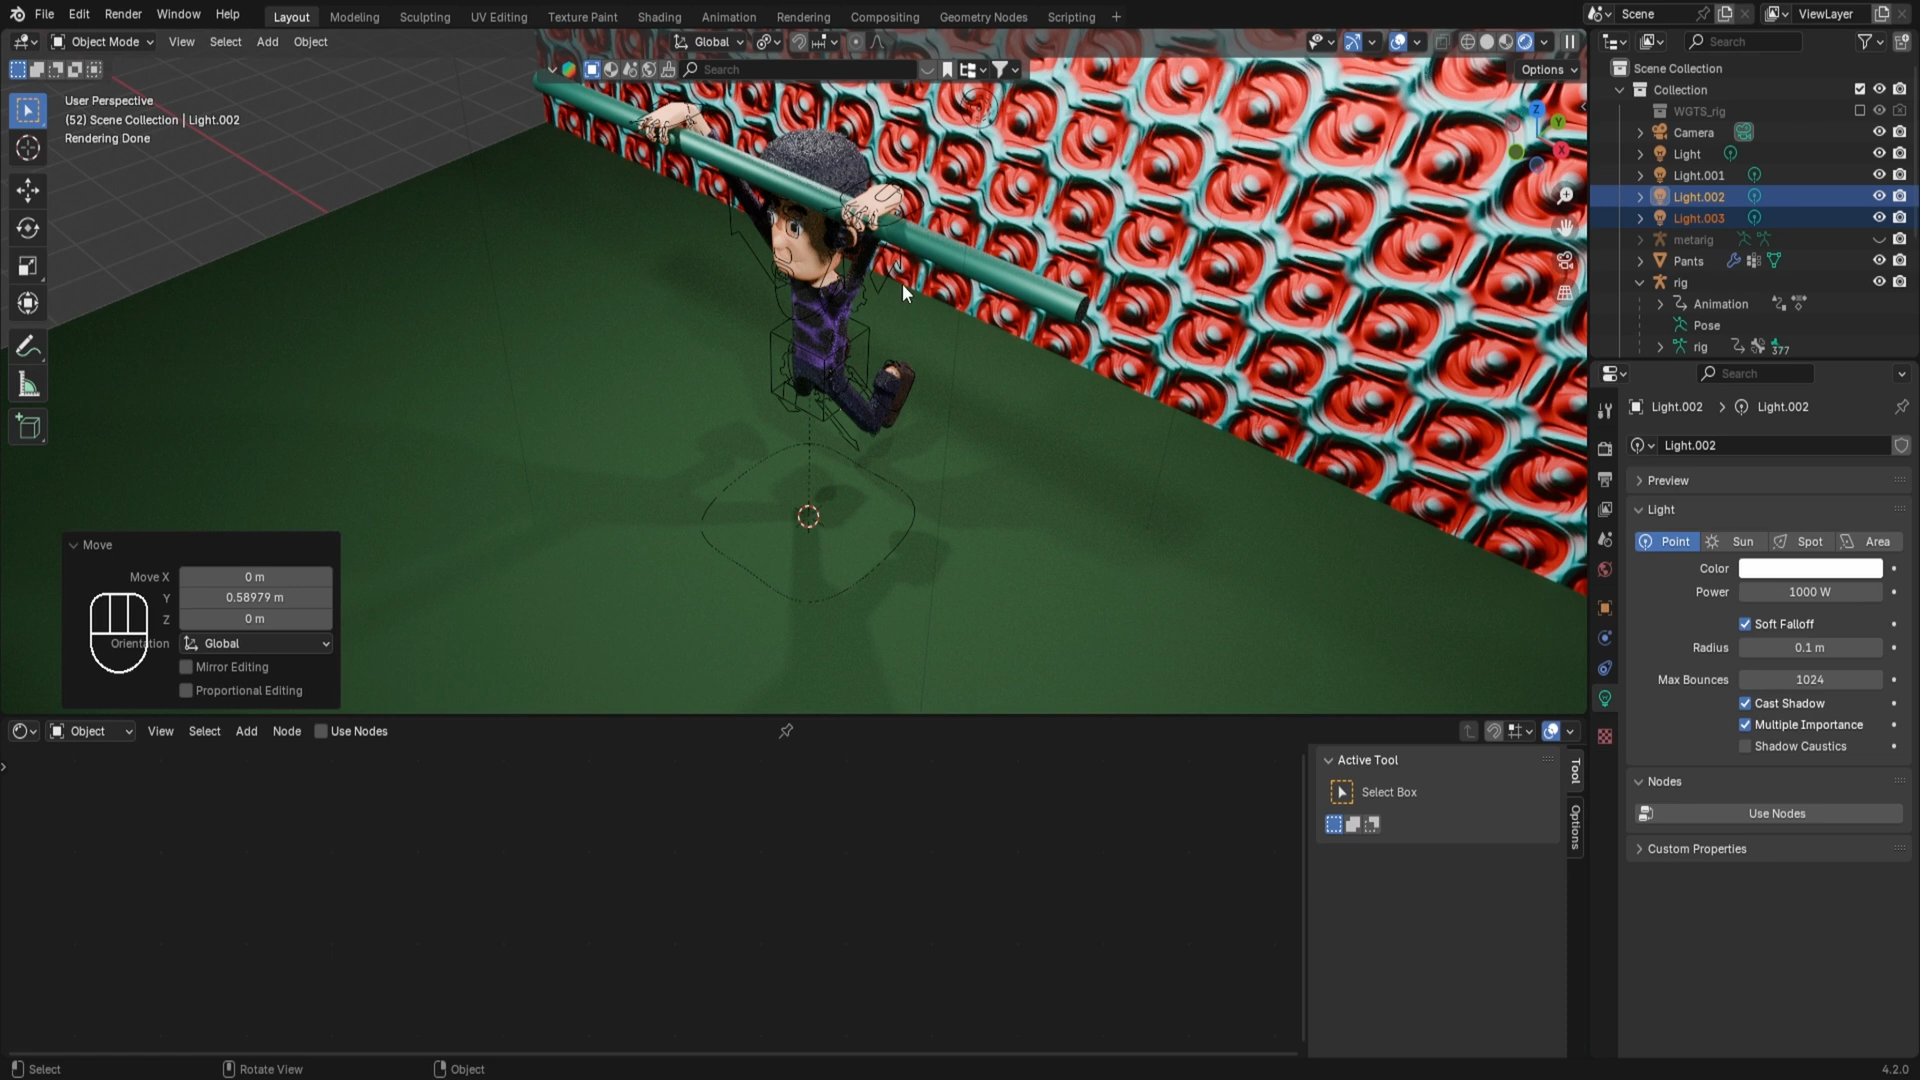 File Edit Render Window Help Layout Modeling Sculpting UV Editing Texture Paint Shading Animation Rendering Compositing Geometry Nodes Scripting + Scene ViewLayer
Object Mode View Select Add Object Global Search
Search Options
User Perspective
(52) Scene Collection | Light.002
Rendering Done
Z
Y
X
Scene Collection
Collection
WGTS_rig
Camera
Light
Light.001
Light.002
Light.003
metarig
Pants
rig
Animation
Pose
rig 377
Search
Light.002 Light.002
Light.002
Preview
Light
Point Sun Spot Area
Color
Power 1000 W
Soft Falloff
Radius 0.1 m
Max Bounces 1024
Cast Shadow
Multiple Importance
Shadow Caustics
Nodes
Use Nodes
Custom Properties
Move
Move X 0 m
Y 0.58979 m
Z 0 m
Orientation Global
Mirror Editing
Proportional Editing
Object View Select Add Node Use Nodes
Active Tool
Select Box
Tool
Options
Select Rotate View Object 4.2.0